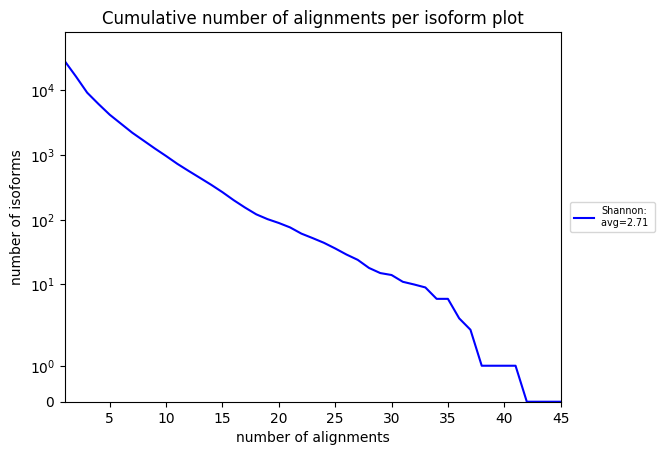 Cumulative number of alignments per isoform plot
number of isoforms
10^4
10^3
10^2
10^1
10^0
0
5 10 15 20 25 30 35 40 45
number of alignments
Shannon:
avg=2.71